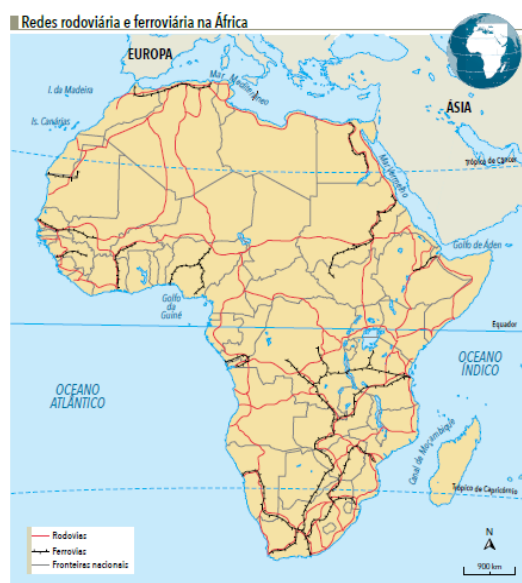 Redes rodoviária e ferroviária na África
EUROPA
Mar Mediterrâneo
I. da Madeira
Is. Canárias
ÁSIA
Trópico de Câncer
Mar Vermelho
Golfo de Áden
Golfo
da
Guiné
Equador
OCEANO
ATLÂNTICO
OCEANO
ÍNDICO
Canal de Moçambique
Trópico de Capricórnio
Rodovias
Ferrovias
Fronteiras nacionais
N
900 km